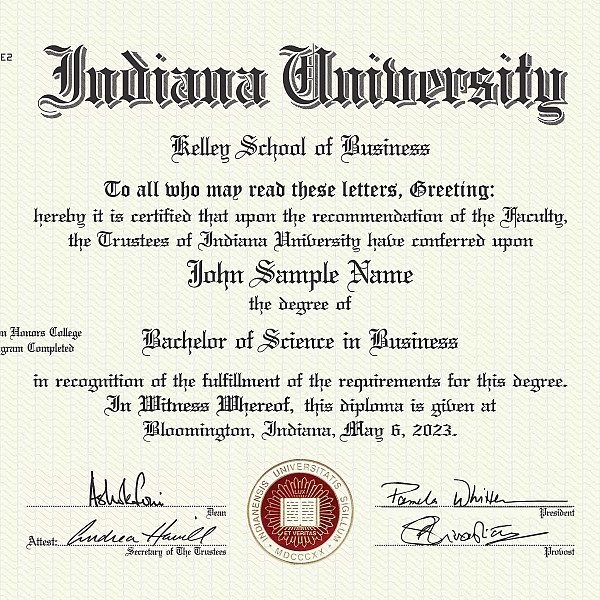 E2
Indiana University
Kelley School of Business
To all who may read these letters, Greeting:
hereby it is certified that upon the recommendation of the Faculty,
the Trustees of Indiana University have conferred upon
John Sample Name
the degree of
n Honors College
gram Completed
Bachelor of Science in Business
in recognition of the fulfillment of the requirements for this degree.
In Witness Whereof, this diploma is given at
Bloomington, Indiana, May 6, 2023.
INDIANENSIS UNIVERSITATIS SIGILLUM
LUX
ET VERITAS
MDCCCXX
Dean
Pamela Whitten
President
Attest:
Secretary of The Trustees
Provost